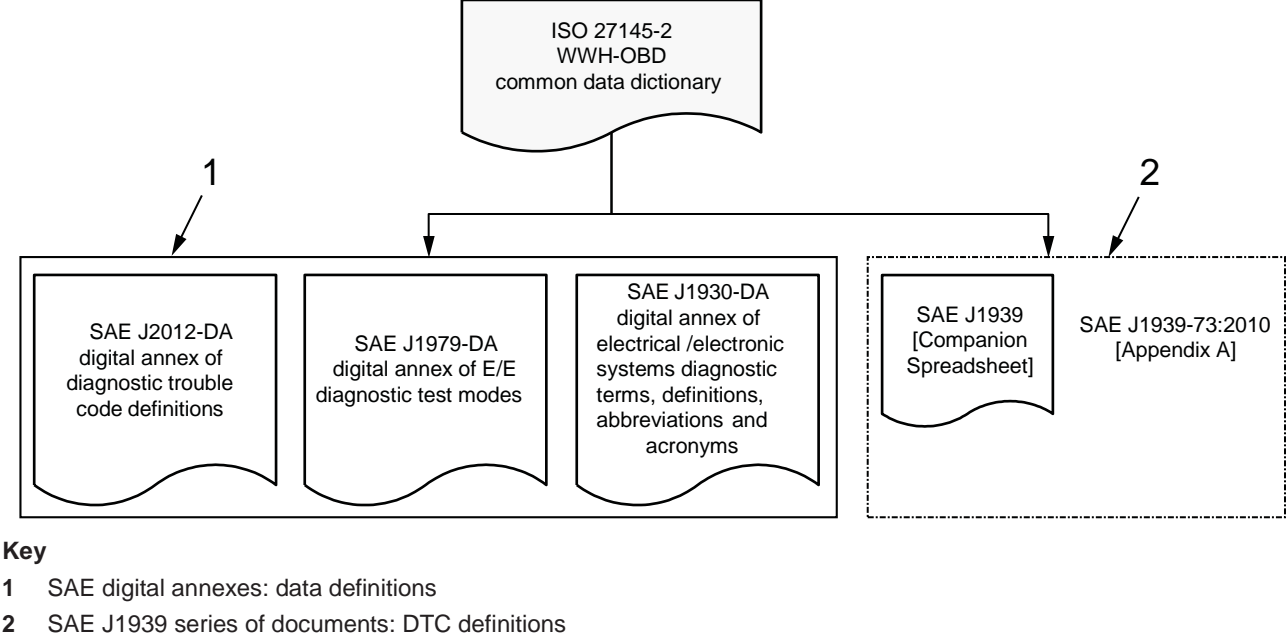 ISO 27145-2
WWH-OBD
common data dictionary
1
2
SAE J2012-DA
digital annex of
diagnostic trouble
code definitions
SAE J1979-DA
digital annex of E/E
diagnostic test modes
SAE J1930-DA
digital annex of
electrical /electronic
systems diagnostic
terms, definitions,
abbreviations and
acronyms
SAE J1939
[Companion
Spreadsheet]
SAE J1939-73:2010
[Appendix A]
Key
1 SAE digital annexes: data definitions
2 SAE J1939 series of documents: DTC definitions